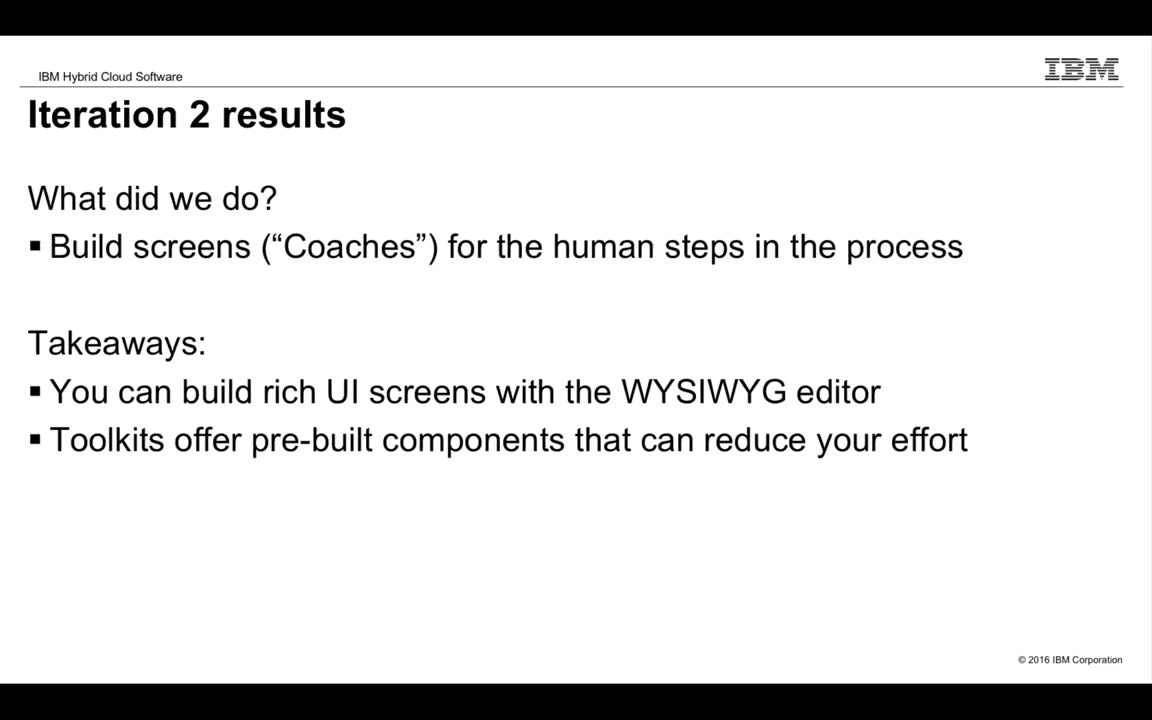 IBM Hybrid Cloud Software
IBM
Iteration 2 results
What did we do?
▪ Build screens (“Coaches”) for the human steps in the process
Takeaways:
▪ You can build rich UI screens with the WYSIWYG editor
▪ Toolkits offer pre-built components that can reduce your effort
© 2016 IBM Corporation